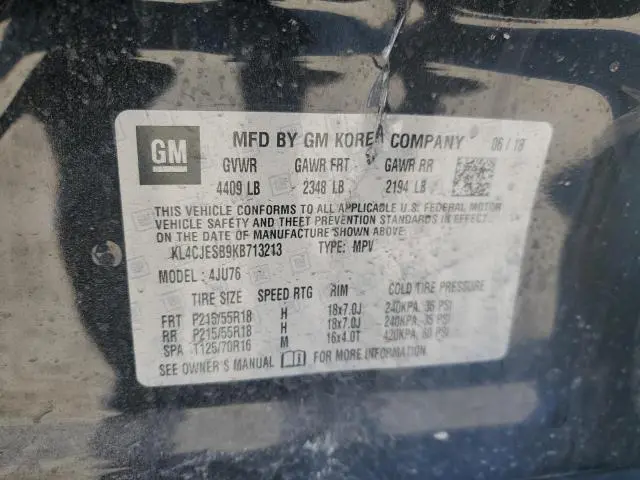 GM
MFD BY GM KOREA COMPANY 06/18
GVWR GAWR FRT GAWR RR
4409 LB 2348 LB 2194 LB
THIS VEHICLE CONFORMS TO ALL APPLICABLE U.S. FEDERAL MOTOR
VEHICLE SAFETY AND THEFT PREVENTION STANDARDS IN EFFECT
ON THE DATE OF MANUFACTURE SHOWN ABOVE.
KL4CJESB9KB713213 TYPE: MPV
MODEL: 4JU76
TIRE SIZE SPEED RTG RIM COLD TIRE PRESSURE
FRT P215/55R18 H 18x7.0J 240KPA, 35 PSI
RR P215/55R18 H 18x7.0J 240KPA, 35 PSI
SPA T125/70R16 M 16x4.0T 420KPA, 60 PSI
SEE OWNER'S MANUAL FOR MORE INFORMATION